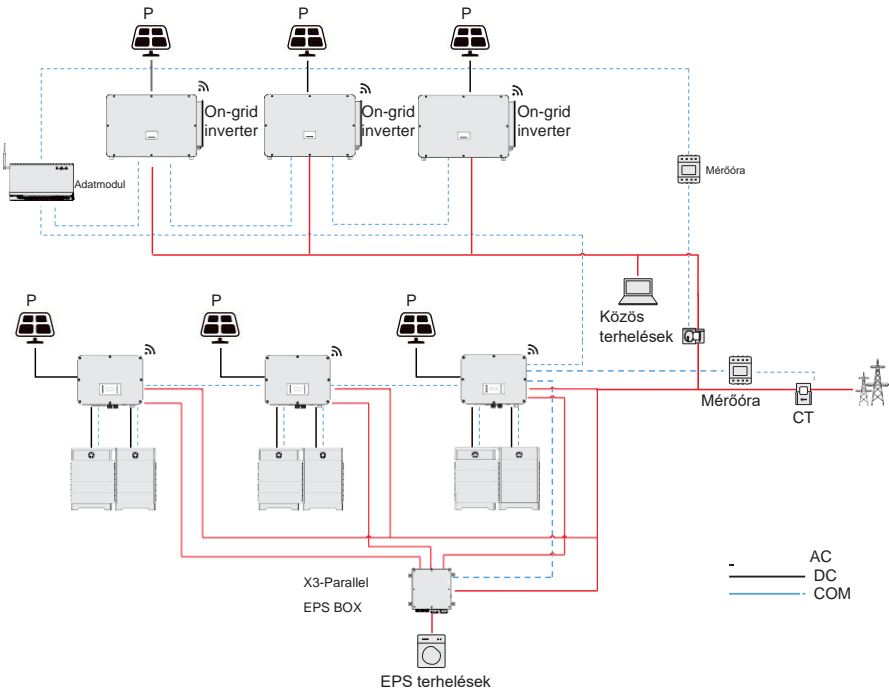 P
P
P
On-grid
inverter
On-grid
inverter
On-grid
inverter
Adatmodul
Mérőóra
Közös
terhelések
P
P
P
Mérőóra
CT
X3-Parallel
EPS BOX
EPS terhelések
AC
DC
COM